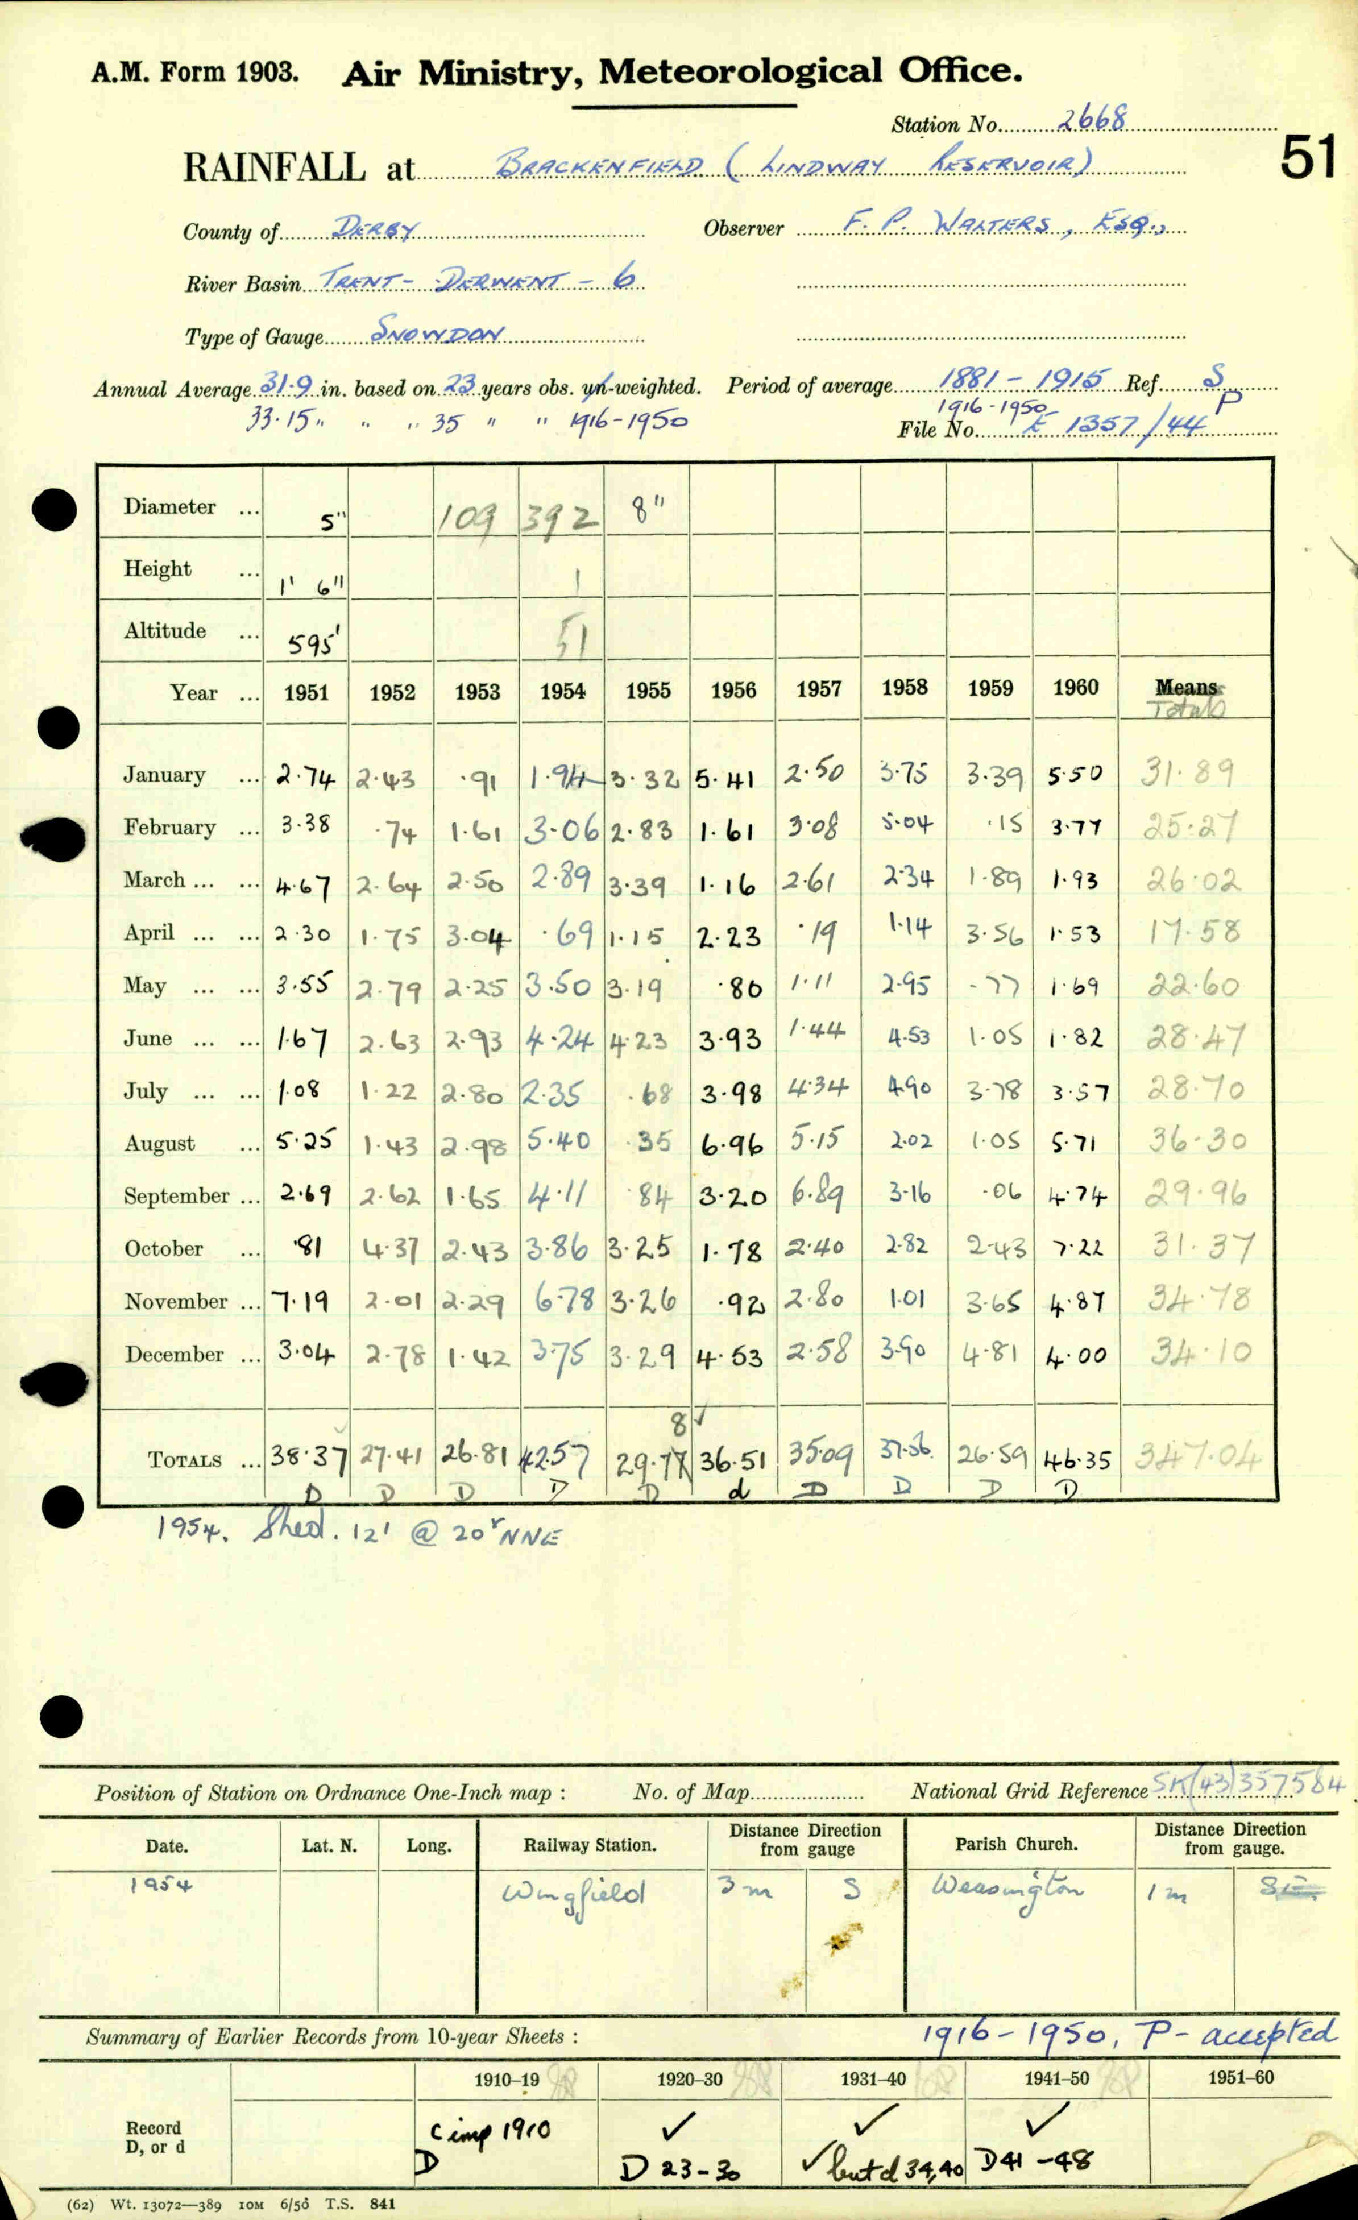 A.M. Form 1903. Air Ministry, Meteorological Office.
Station No. 2668
51
RAINFALL at BRACKENFIELD (LINDWAY RESERVOIR)
County of DERBY Observer F. P. WALTERS, ESQ.,
River Basin TRENT - DERWENT - 6
Type of Gauge SNOWDON
Annual Average 31.9 in. based on 23 years obs. un-weighted. Period of average 1881 - 1915 Ref. S
33.15 " " " 35 " " 1916-1950 1916-1950 P
File No. E 1357/44
Diameter ... 5" 109 392 8"
Height ... 1' 6" 1
Altitude ... 595' 51
Year ... 1951 1952 1953 1954 1955 1956 1957 1958 1959 1960 Means
Totals
January ... 2.74 2.43 .91 1.94 3.32 5.41 2.50 3.75 3.39 5.50 31.89
February ... 3.38 .74 1.61 3.06 2.83 1.61 3.08 5.04 .15 3.77 25.27
March ... ... 4.67 2.64 2.50 2.89 3.39 1.16 2.61 2.34 1.89 1.93 26.02
April ... ... 2.30 1.75 3.04 .69 1.15 2.23 .19 1.14 3.56 1.53 17.58
May ... ... 3.55 2.79 2.25 3.50 3.19 .80 1.11 2.95 .77 1.69 22.60
June ... ... 1.67 2.63 2.93 4.24 4.23 3.93 1.44 4.53 1.05 1.82 28.47
July ... ... 1.08 1.22 2.80 2.35 .68 3.98 4.34 4.90 3.78 3.57 28.70
August ... 5.25 1.43 2.98 5.40 .35 6.96 5.15 2.02 1.05 5.71 36.30
September ... 2.69 2.62 1.65 4.11 .84 3.20 6.89 3.16 .06 4.74 29.96
October ... .81 4.37 2.43 3.86 3.25 1.78 2.40 2.82 2.43 7.22 31.37
November ... 7.19 2.01 2.29 6.78 3.26 .92 2.80 1.01 3.65 4.87 34.78
December ... 3.04 2.78 1.42 3.75 3.29 4.53 2.58 3.90 4.81 4.00 34.10
8✓
TOTALS ... 38.37 27.41 26.81 42.57 29.77 36.51 35.09 37.56 26.59 46.35 347.04
D D D D D d D D D D
1954. Shed. 12' @ 20' NNE
Position of Station on Ordnance One-Inch map : No. of Map National Grid Reference SK(43)357584
Date. Lat. N. Long. Railway Station. Distance from Direction gauge Parish Church. Distance from Direction gauge.
1954 Wingfield 3 m S Wessington 1 m SE
Summary of Earlier Records from 10-year Sheets : 1916-1950, P - accepted
1910–19 1920–30 1931–40 1941–50 1951–60
Record D, or d
C imp 1910 ✓ ✓ ✓
D D 23-30 ✓ but d 34,40 D 41-48
(62) Wt. 13072—389 10M 6/50 T.S. 841